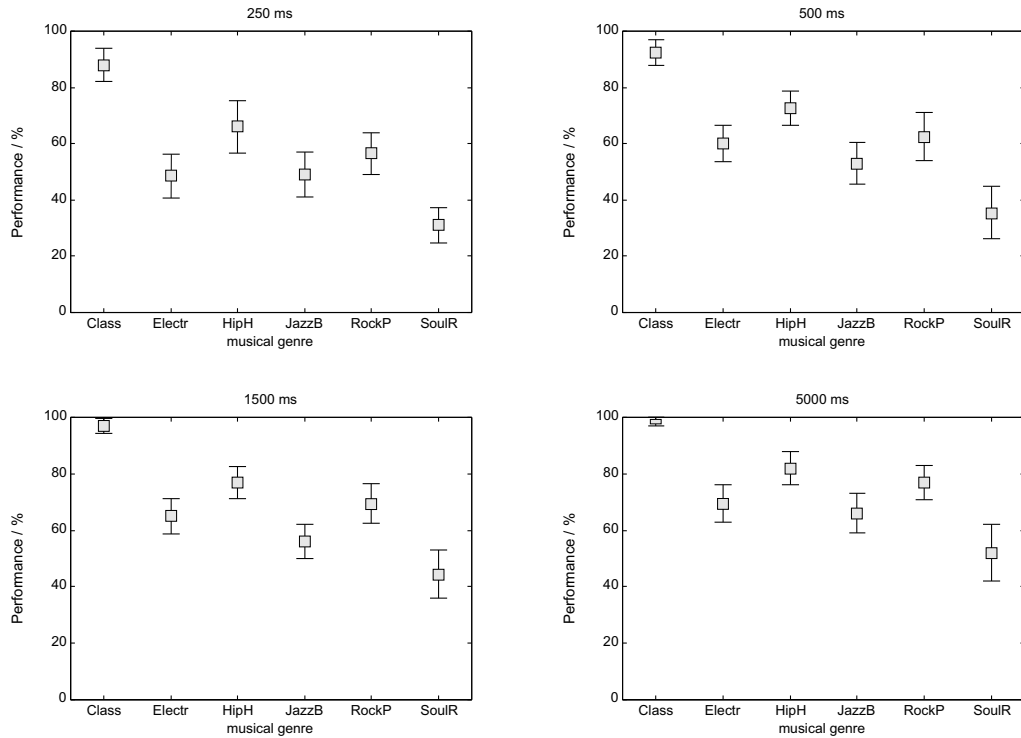 250 ms
100
80
60
40
20
0
Performance / %
Class Electr HipH JazzB RockP SoulR
musical genre
500 ms
100
80
60
40
20
0
Performance / %
Class Electr HipH JazzB RockP SoulR
musical genre
1500 ms
100
80
60
40
20
0
Performance / %
Class Electr HipH JazzB RockP SoulR
musical genre
5000 ms
100
80
60
40
20
0
Performance / %
Class Electr HipH JazzB RockP SoulR
musical genre